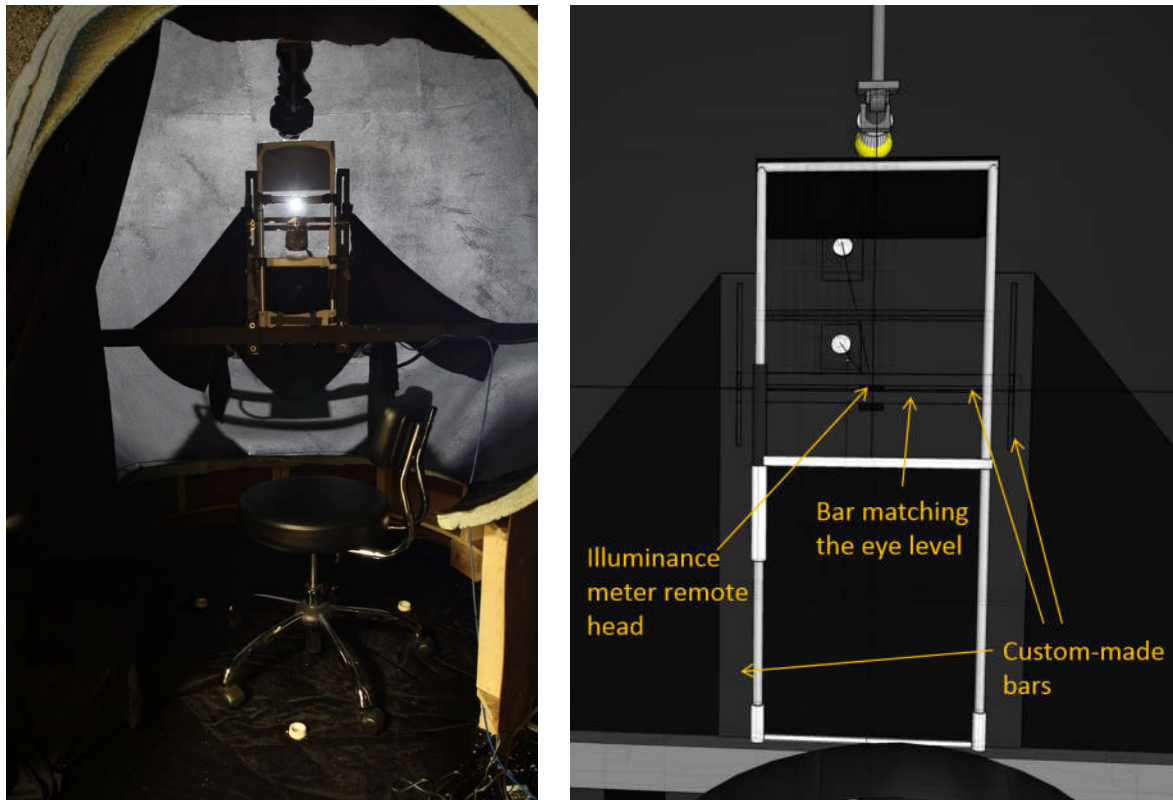 Bar matching
the eye level
Illuminance
meter remote
head
Custom-made
bars